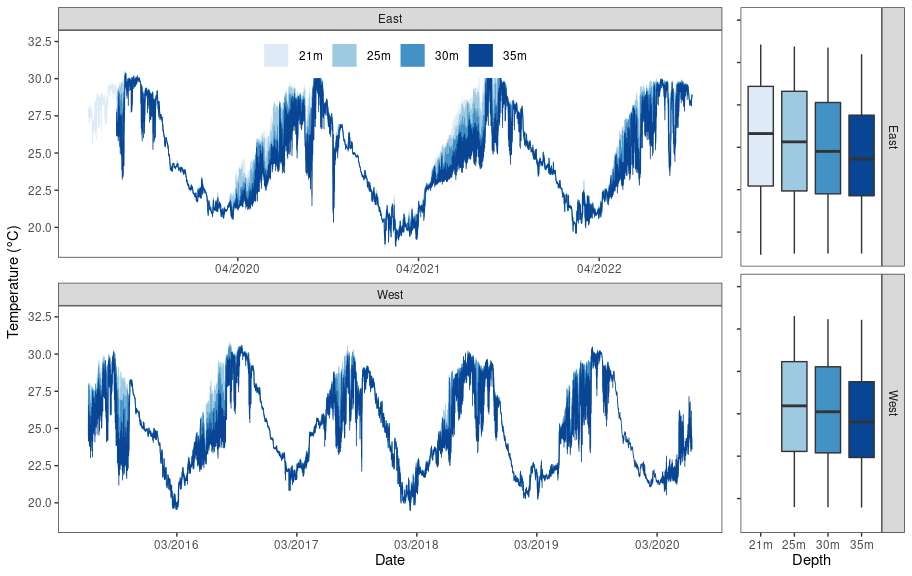 East
32.5
30.0
27.5
25.0
22.5
20.0
21m 25m 30m 35m
04/2020 04/2021 04/2022
East
Temperature (°C)
West
32.5
30.0
27.5
25.0
22.5
20.0
03/2016 03/2017 03/2018 03/2019 03/2020
Date
West
21m 25m 30m 35m
Depth